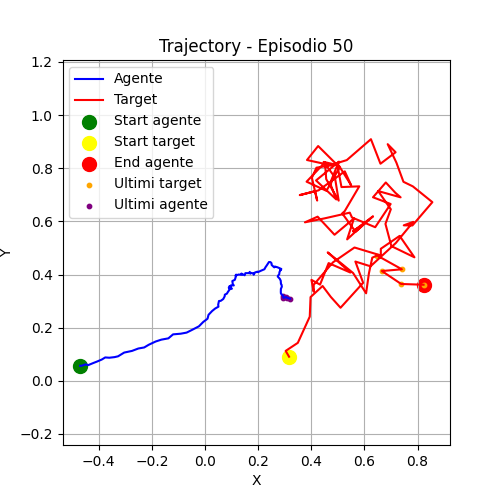 Trajectory - Episodio 50
Agente
Target
Start agente
Start target
End agente
Ultimi target
Ultimi agente
1.2
1.0
0.8
0.6
0.4
0.2
0.0
−0.2
Y
−0.4 −0.2 0.0 0.2 0.4 0.6 0.8
X